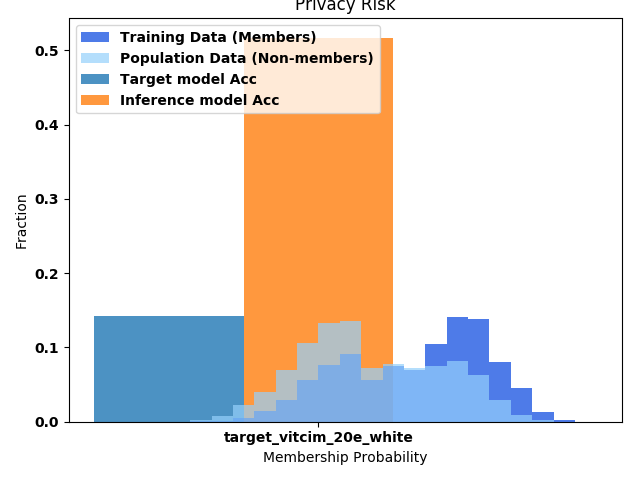 Privacy Risk
Training Data (Members)
Population Data (Non-members)
Target model Acc
Inference model Acc
0.5
0.4
0.3
0.2
0.1
0.0
Fraction
target_vitcim_20e_white
Membership Probability